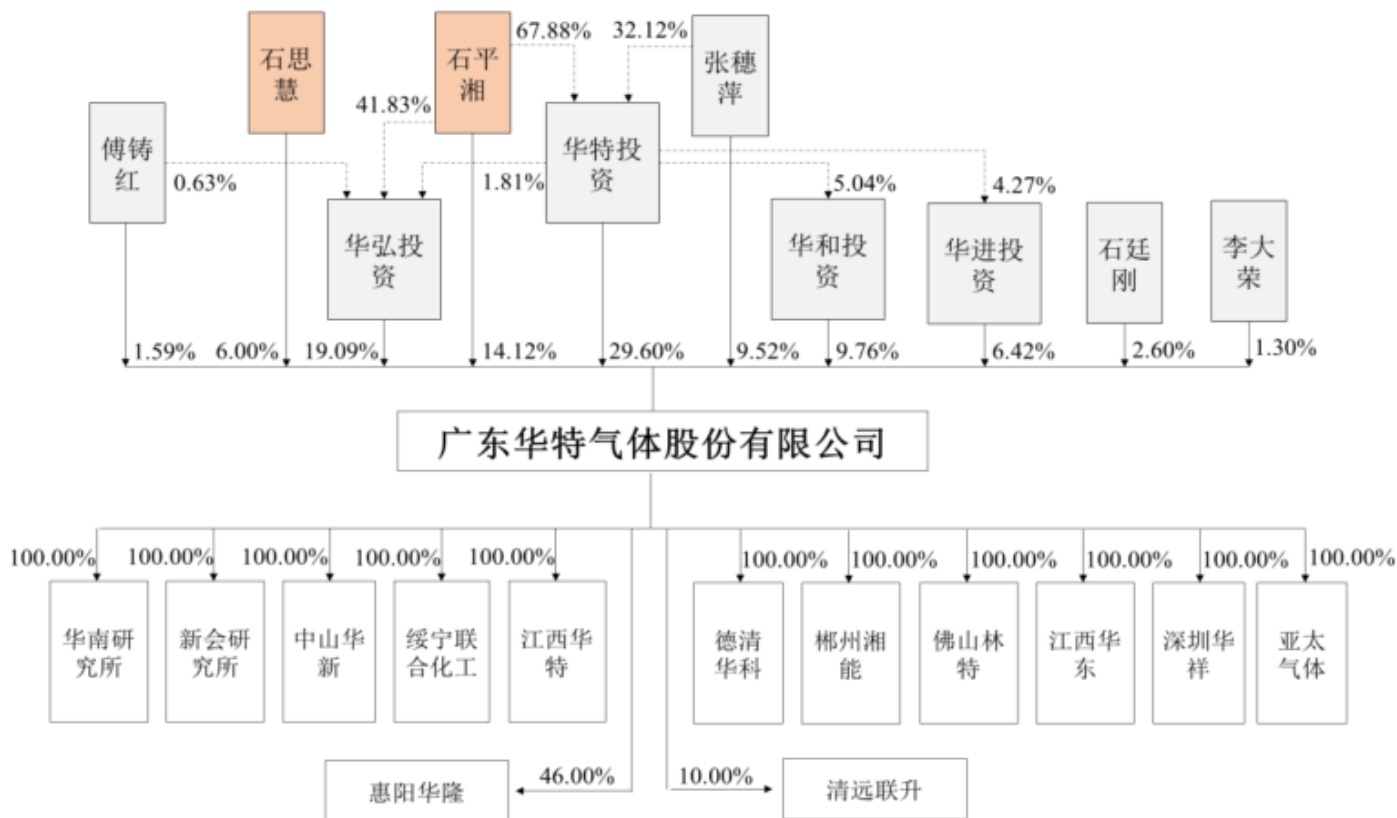 67.88%
32.12%
石思
慧
石平
湘
张穗
萍
41.83%
傅铸
红
华特投
资
0.63%
1.81%
5.04%
4.27%
华弘投
资
华和投
资
华进投
资
石廷
刚
李大
荣
1.59%
6.00%
19.09%
14.12%
29.60%
9.52%
9.76%
6.42%
2.60%
1.30%
广东华特气体股份有限公司
100.00%
100.00%
100.00%
100.00%
100.00%
100.00%
100.00%
100.00%
100.00%
100.00%
100.00%
华南研
究所
新会研
究所
中山华
新
绥宁联
合化工
江西华
特
德清
华科
郴州湘
能
佛山林
特
江西华
东
深圳华
祥
亚太
气体
惠阳华隆
46.00%
10.00%
清远联升